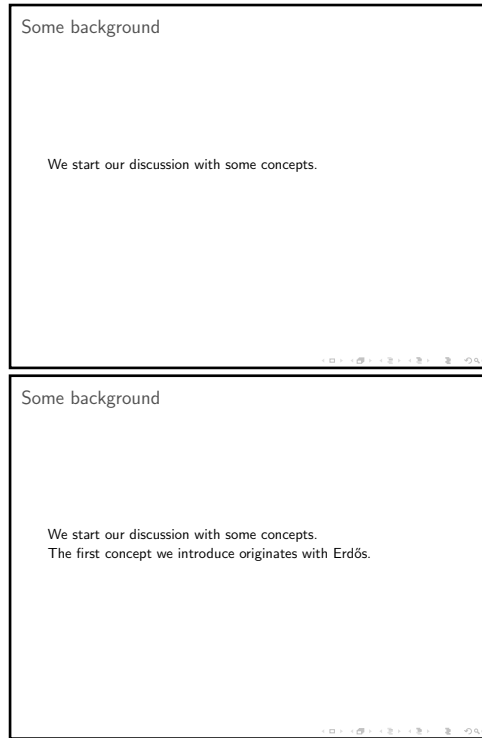 Some background
We start our discussion with some concepts.
Some background
We start our discussion with some concepts.
The first concept we introduce originates with Erdős.